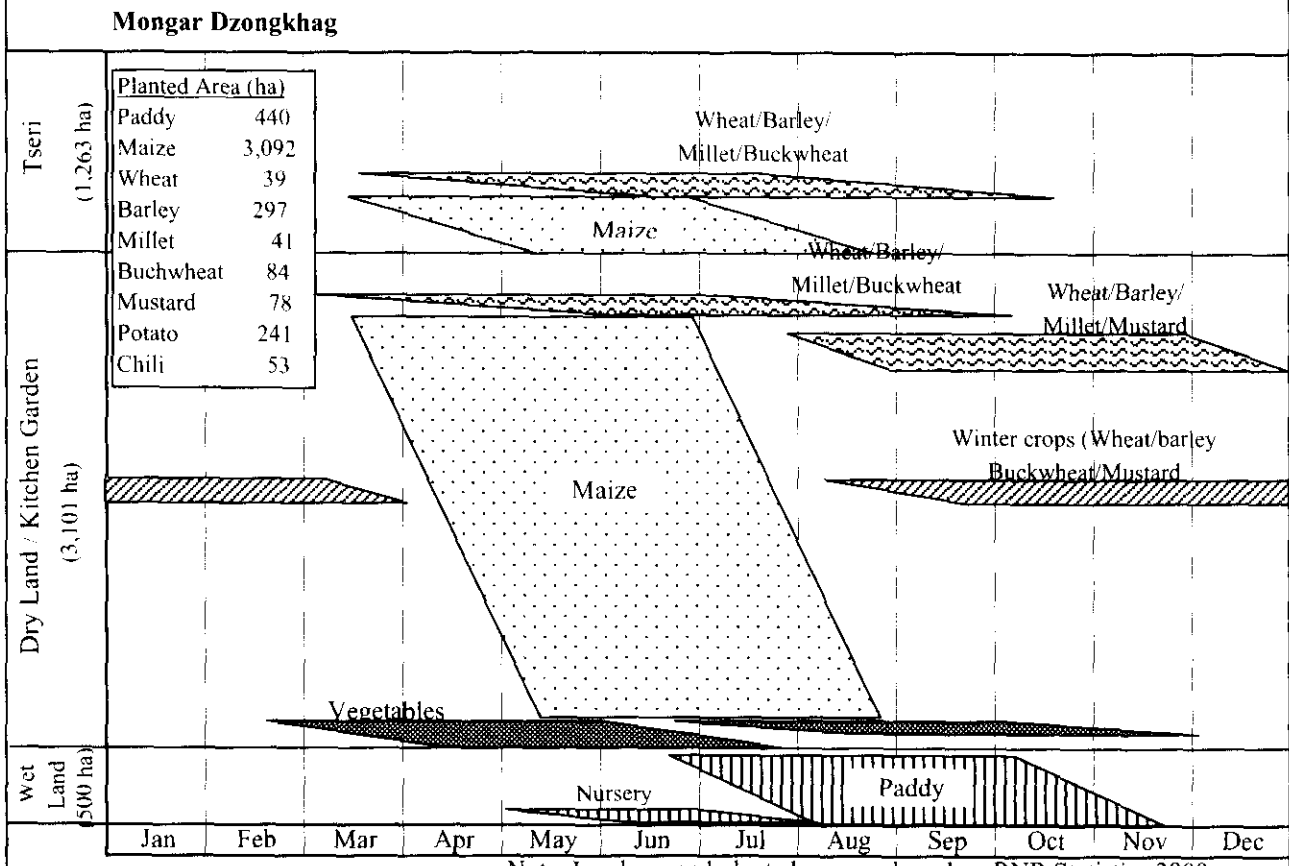 Mongar Dzongkhag
Tseri
(1,263 ha)
Planted Area (ha)
Paddy 440
Maize 3,092
Wheat 39
Barley 297
Millet 41
Buchwheat 84
Mustard 78
Potato 241
Chili 53
Wheat/Barley/
Millet/Buckwheat
Maize
Dry Land / Kitchen Garden
(3,101 ha)
Wheat/Barley/
Millet/Buckwheat
Wheat/Barley/
Millet/Mustard
Winter crops (Wheat/barley
Buckwheat/Mustard
Maize
Vegetables
Wet
Land
(500 ha)
Nursery
Paddy
Jan Feb Mar Apr May Jun Jul Aug Sep Oct Nov Dec